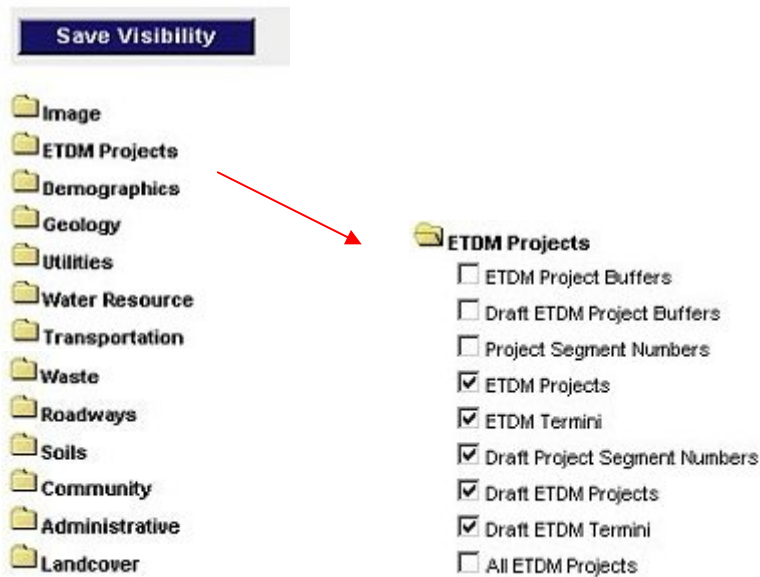 Save Visibility
Image
ETDM Projects
Demographics
Geology
Utilities
Water Resource
Transportation
Waste
Roadways
Soils
Community
Administrative
Landcover
ETDM Projects
ETDM Project Buffers
Draft ETDM Project Buffers
Project Segment Numbers
ETDM Projects
ETDM Termini
Draft Project Segment Numbers
Draft ETDM Projects
Draft ETDM Termini
All ETDM Projects